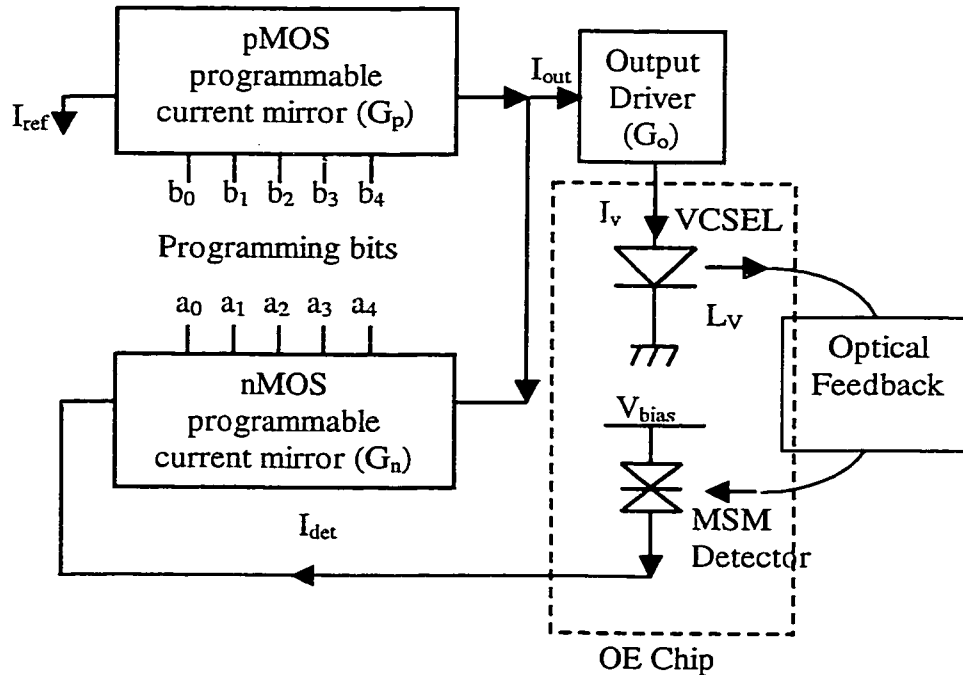 pMOS
programmable
current mirror (Gp)
Iref
Iout
Output
Driver
(Go)
b0 b1 b2 b3 b4
Programming bits
a0 a1 a2 a3 a4
nMOS
programmable
current mirror (Gn)
Idet
Iv
VCSEL
LV
Optical
Feedback
Vbias
MSM
Detector
OE Chip